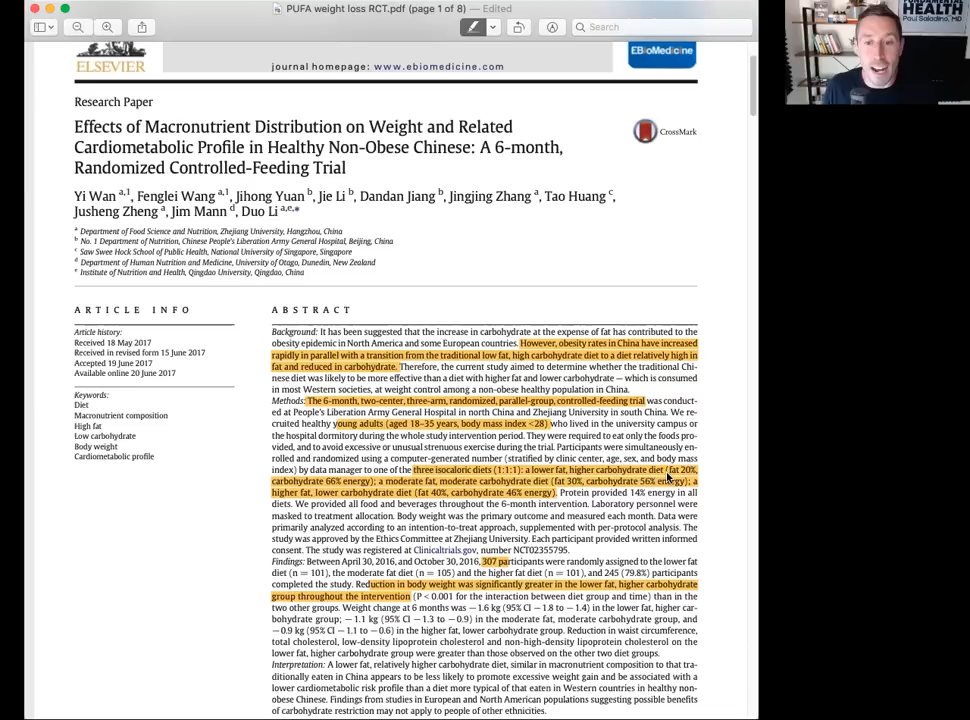 PUFA weight loss RCT.pdf (page 1 of 8) — Edited
Search
HEALTH
Paul Saladino, MD
ELSEVIER
journal homepage: www.ebiomedicine.com
EBioMedicine
Research Paper
Effects of Macronutrient Distribution on Weight and Related
Cardiometabolic Profile in Healthy Non-Obese Chinese: A 6-month,
Randomized Controlled-Feeding Trial
CrossMark
Yi Wan a,1, Fenglei Wang a,1, Jihong Yuan b, Jie Li b, Dandan Jiang b, Jingjing Zhang a, Tao Huang c,
Jusheng Zheng a, Jim Mann d, Duo Li a,e,*
a Department of Food Science and Nutrition, Zhejiang University, Hangzhou, China
b No. 1 Department of Nutrition, Chinese People's Liberation Army General Hospital, Beijing, China
c Saw Swee Hock School of Public Health, National University of Singapore, Singapore
d Department of Human Nutrition and Medicine, University of Otago, Dunedin, New Zealand
e Institute of Nutrition and Health, Qingdao University, Qingdao, China
ARTICLE INFO
Article history:
Received 18 May 2017
Received in revised form 15 June 2017
Accepted 19 June 2017
Available online 20 June 2017
Keywords:
Diet
Macronutrient composition
High fat
Low carbohydrate
Body weight
Cardiometabolic profile
ABSTRACT
Background: It has been suggested that the increase in carbohydrate at the expense of fat has contributed to the
obesity epidemic in North America and some European countries. However, obesity rates in China have increased
rapidly in parallel with a transition from the traditional low fat, high carbohydrate diet to a diet relatively high in
fat and reduced in carbohydrate. Therefore, the current study aimed to determine whether the traditional Chi-
nese diet was likely to be more effective than a diet with higher fat and lower carbohydrate — which is consumed
in most Western societies, at weight control among a non-obese healthy population in China.
Methods: The 6-month, two-center, three-arm, randomized, parallel-group, controlled-feeding trial was conduct-
ed at People's Liberation Army General Hospital in north China and Zhejiang University in south China. We re-
cruited healthy young adults (aged 18–35 years, body mass index <28) who lived in the university campus or
the hospital dormitory during the whole study intervention period. They were required to eat only the foods pro-
vided, and to avoid excessive or unusual strenuous exercise during the trial. Participants were simultaneously en-
rolled and randomized using a computer-generated number (stratified by clinic center, age, sex, and body mass
index) by data manager to one of the three isocaloric diets (1:1:1): a lower fat, higher carbohydrate diet (fat 20%,
carbohydrate 66% energy); a moderate fat, moderate carbohydrate diet (fat 30%, carbohydrate 56% energy); a
higher fat, lower carbohydrate diet (fat 40%, carbohydrate 46% energy). Protein provided 14% energy in all
diets. We provided all food and beverages throughout the 6-month intervention. Laboratory personnel were
masked to treatment allocation. Body weight was the primary outcome and measured each month. Data were
primarily analyzed according to an intention-to-treat approach, supplemented with per-protocol analysis. The
study was approved by the Ethics Committee at Zhejiang University. Each participant provided written informed
consent. The study was registered at Clinicaltrials.gov, number NCT02355795.
Findings: Between April 30, 2016, and October 30, 2016, 307 participants were randomly assigned to the lower fat
diet (n = 101), the moderate fat diet (n = 105) and the higher fat diet (n = 101), and 245 (79.8%) participants
completed the study. Reduction in body weight was significantly greater in the lower fat, higher carbohydrate
group throughout the intervention (P < 0.001 for the interaction between diet group and time) than in the
two other groups. Weight change at 6 months was −1.6 kg (95% CI −1.8 to −1.4) in the lower fat, higher car-
bohydrate group; −1.1 kg (95% CI −1.3 to −0.9) in the moderate fat, moderate carbohydrate group, and
−0.9 kg (95% CI −1.1 to −0.6) in the higher fat, lower carbohydrate group. Reduction in waist circumference,
total cholesterol, low-density lipoprotein cholesterol and non-high-density lipoprotein cholesterol on the
lower fat, higher carbohydrate group were greater than those observed on the other two diet groups.
Interpretation: A lower fat, relatively higher carbohydrate diet, similar in macronutrient composition to that tra-
ditionally eaten in China appears to be less likely to promote excessive weight gain and be associated with a
lower cardiometabolic risk profile than a diet more typical of that eaten in Western countries in healthy non-
obese Chinese. Findings from studies in European and North American populations suggesting possible benefits
of carbohydrate restriction may not apply to people of other ethnicities.